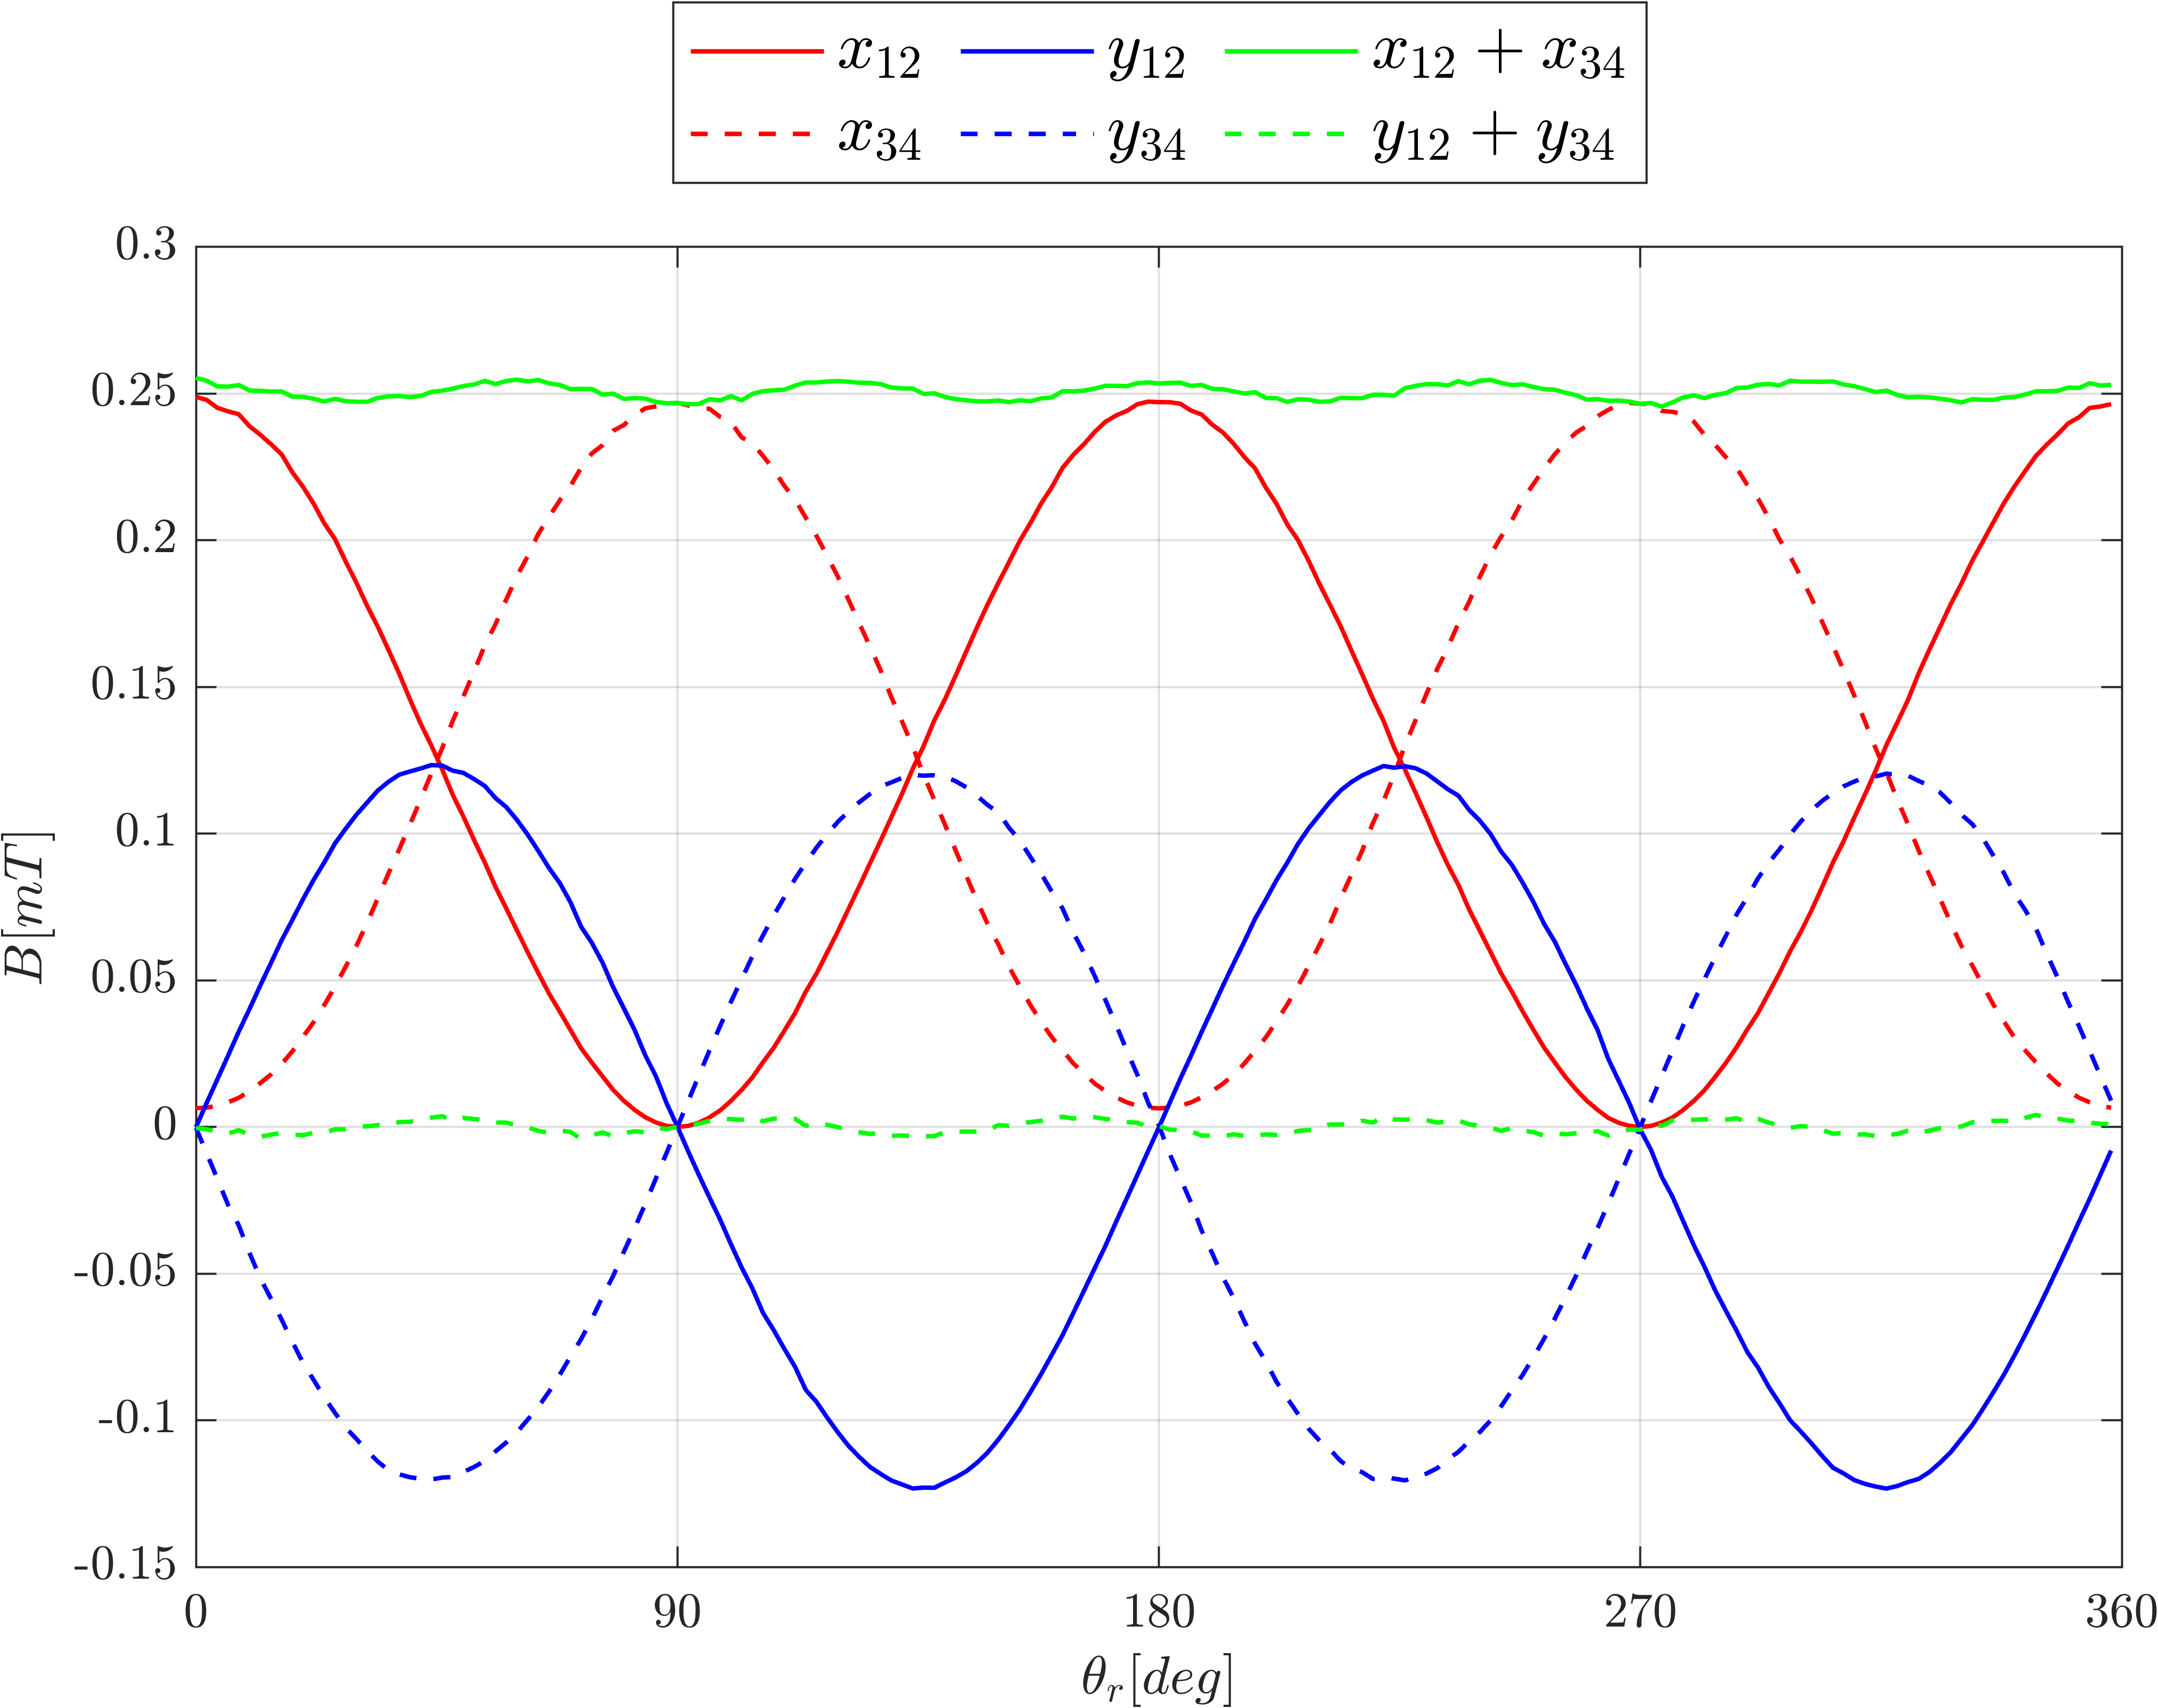 x₁₂ y₁₂ x₁₂ + x₃₄
x₃₄ y₃₄ y₁₂ + y₃₄
0.3
0.25
0.2
0.15
0.1
0.05
0
-0.05
-0.1
-0.15
B[mT]
0 90 180 270 360
θᵣ[deg]